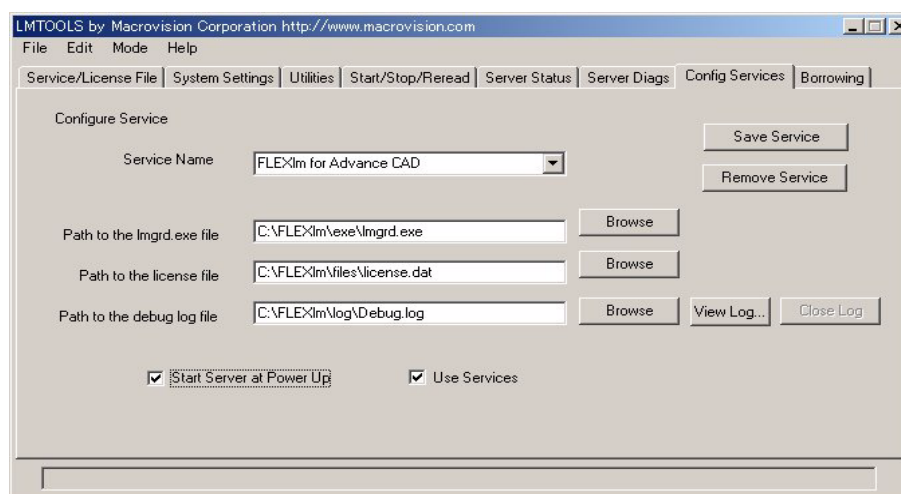 LMTOOLS by Macrovision Corporation http://www.macrovision.com
File Edit Mode Help
Service/License File System Settings Utilities Start/Stop/Reread Server Status Server Diags Config Services Borrowing
Configure Service
Save Service
Service Name FLEXlm for Advance CAD
Remove Service
Path to the lmgrd.exe file C:\FLEXlm\exe\lmgrd.exe Browse
Path to the license file C:\FLEXlm\files\license.dat Browse
Path to the debug log file C:\FLEXlm\log\Debug.log Browse View Log... Close Log
Start Server at Power Up Use Services